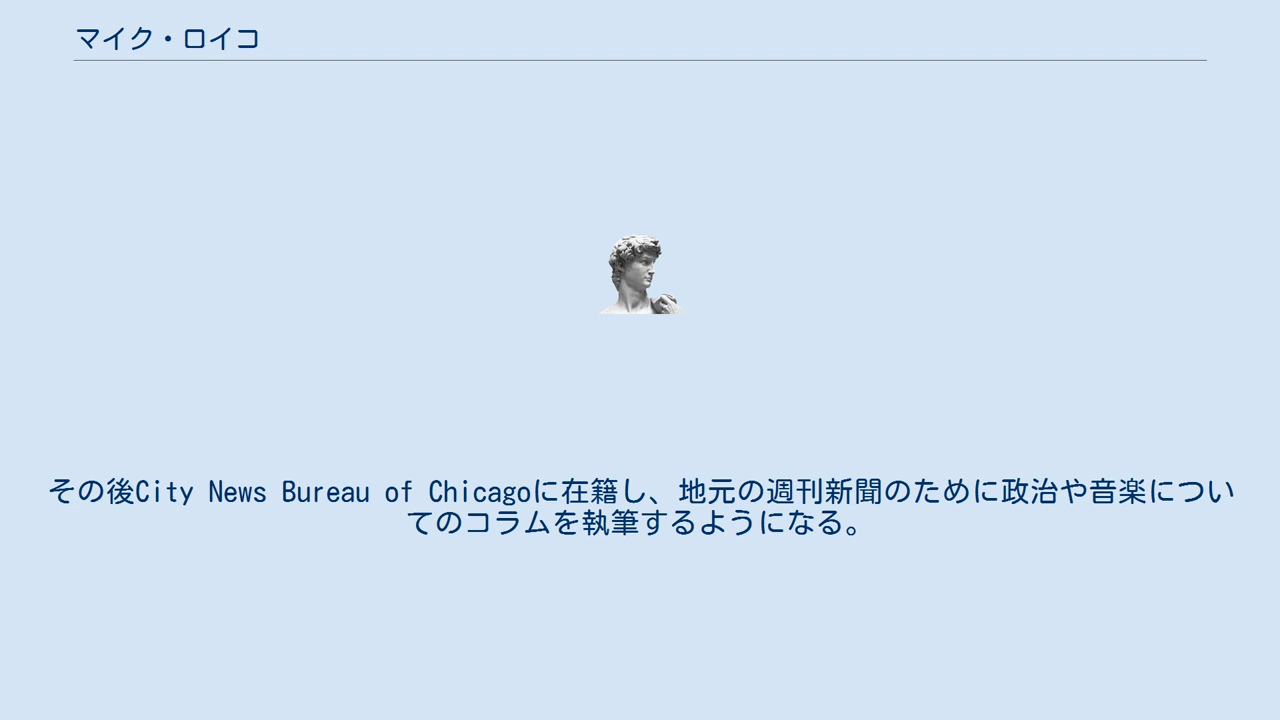 マイク・ロイコ
その後City News Bureau of Chicagoに在籍し、地元の週刊新聞のために政治や音楽につい
てのコラムを執筆するようになる。